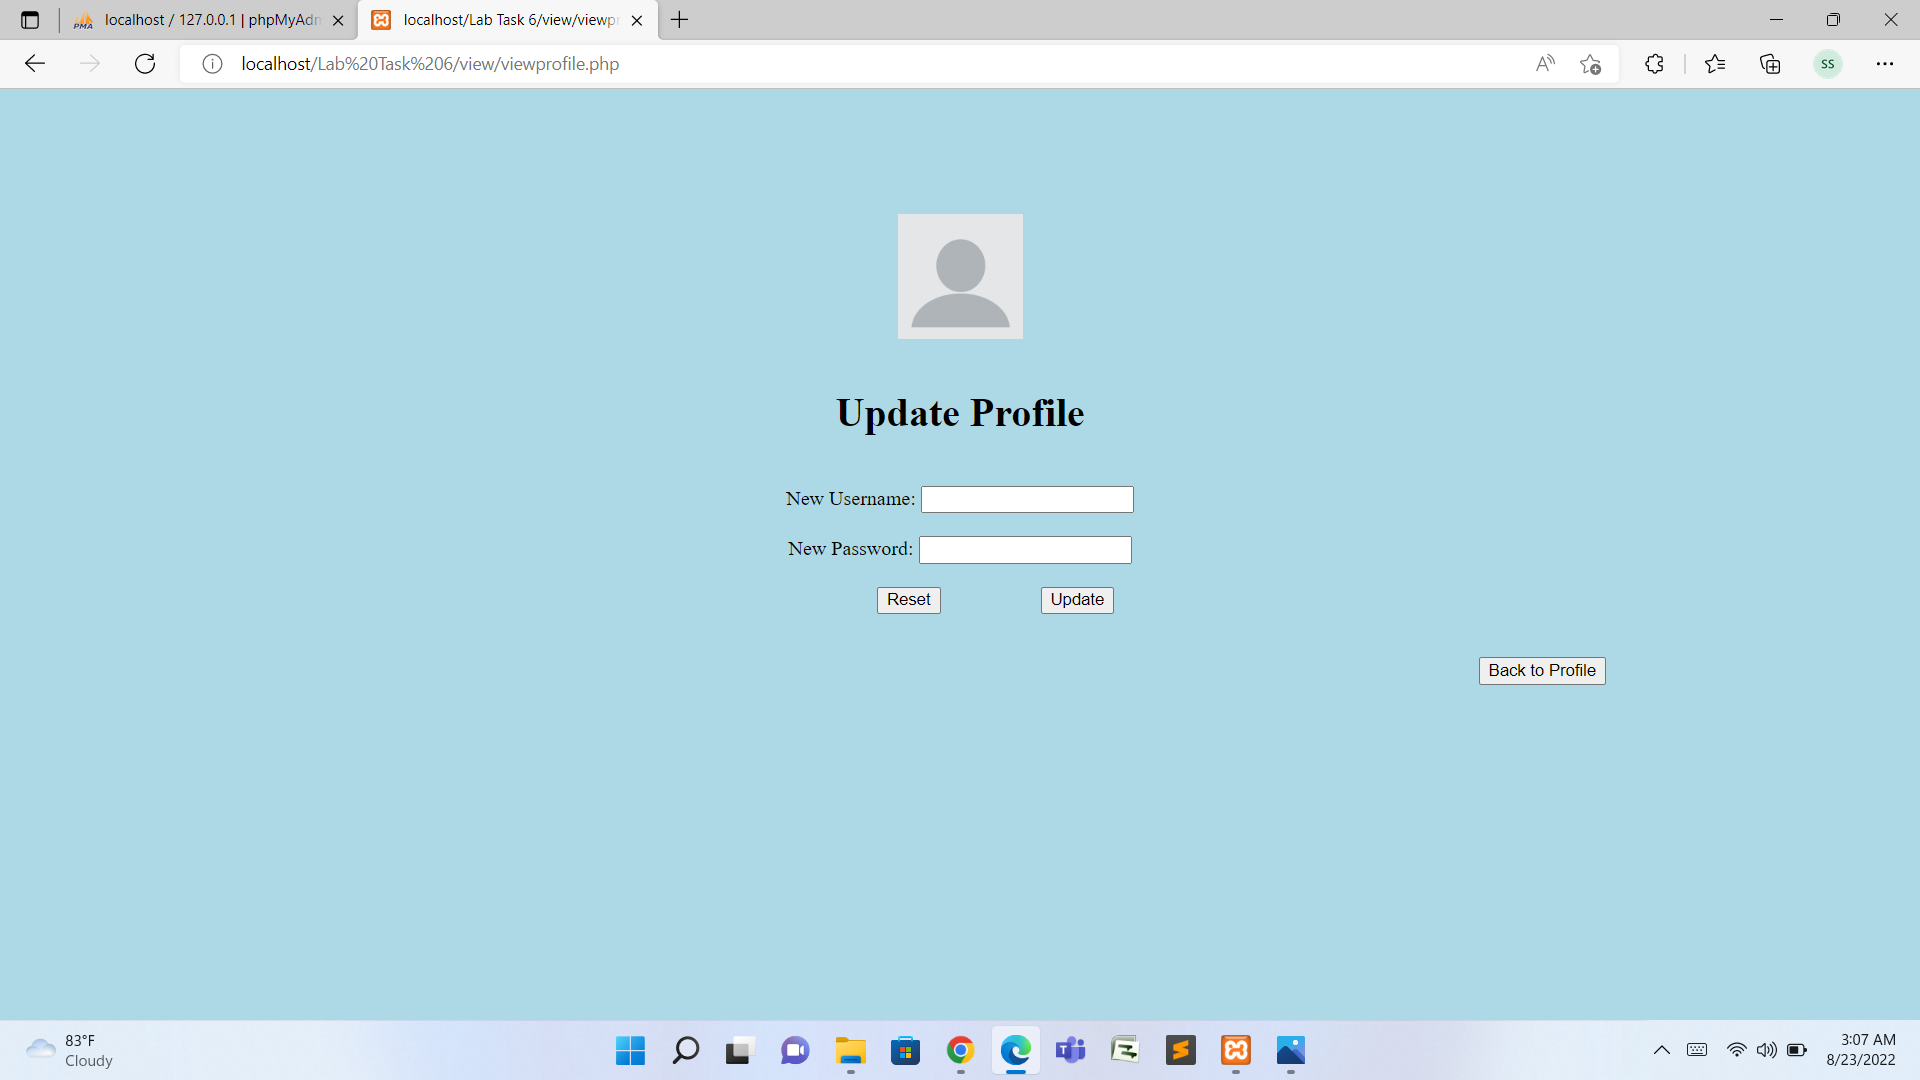 PMA localhost / 127.0.0.1 | phpMyAdm
localhost/Lab Task 6/view/viewpr
localhost/Lab%20Task%206/view/viewprofile.php
SS
Update Profile
New Username:
New Password:
Reset Update
Back to Profile
83°F
Cloudy
3:07 AM
8/23/2022